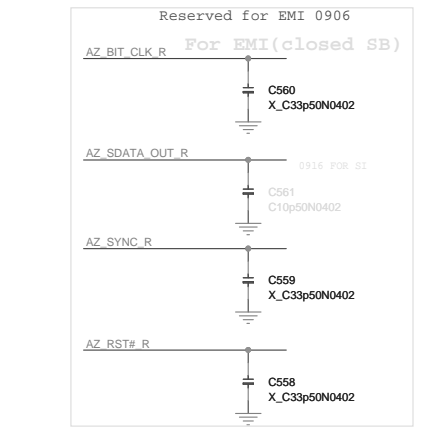 Reserved for EMI 0906
For EMI(closed SB)
AZ_BIT_CLK_R
C560
X_C33p50N0402
AZ_SDATA_OUT_R
0916 FOR SI
C561
C10p50N0402
AZ_SYNC_R
C559
X_C33p50N0402
AZ_RST#_R
C558
X_C33p50N0402